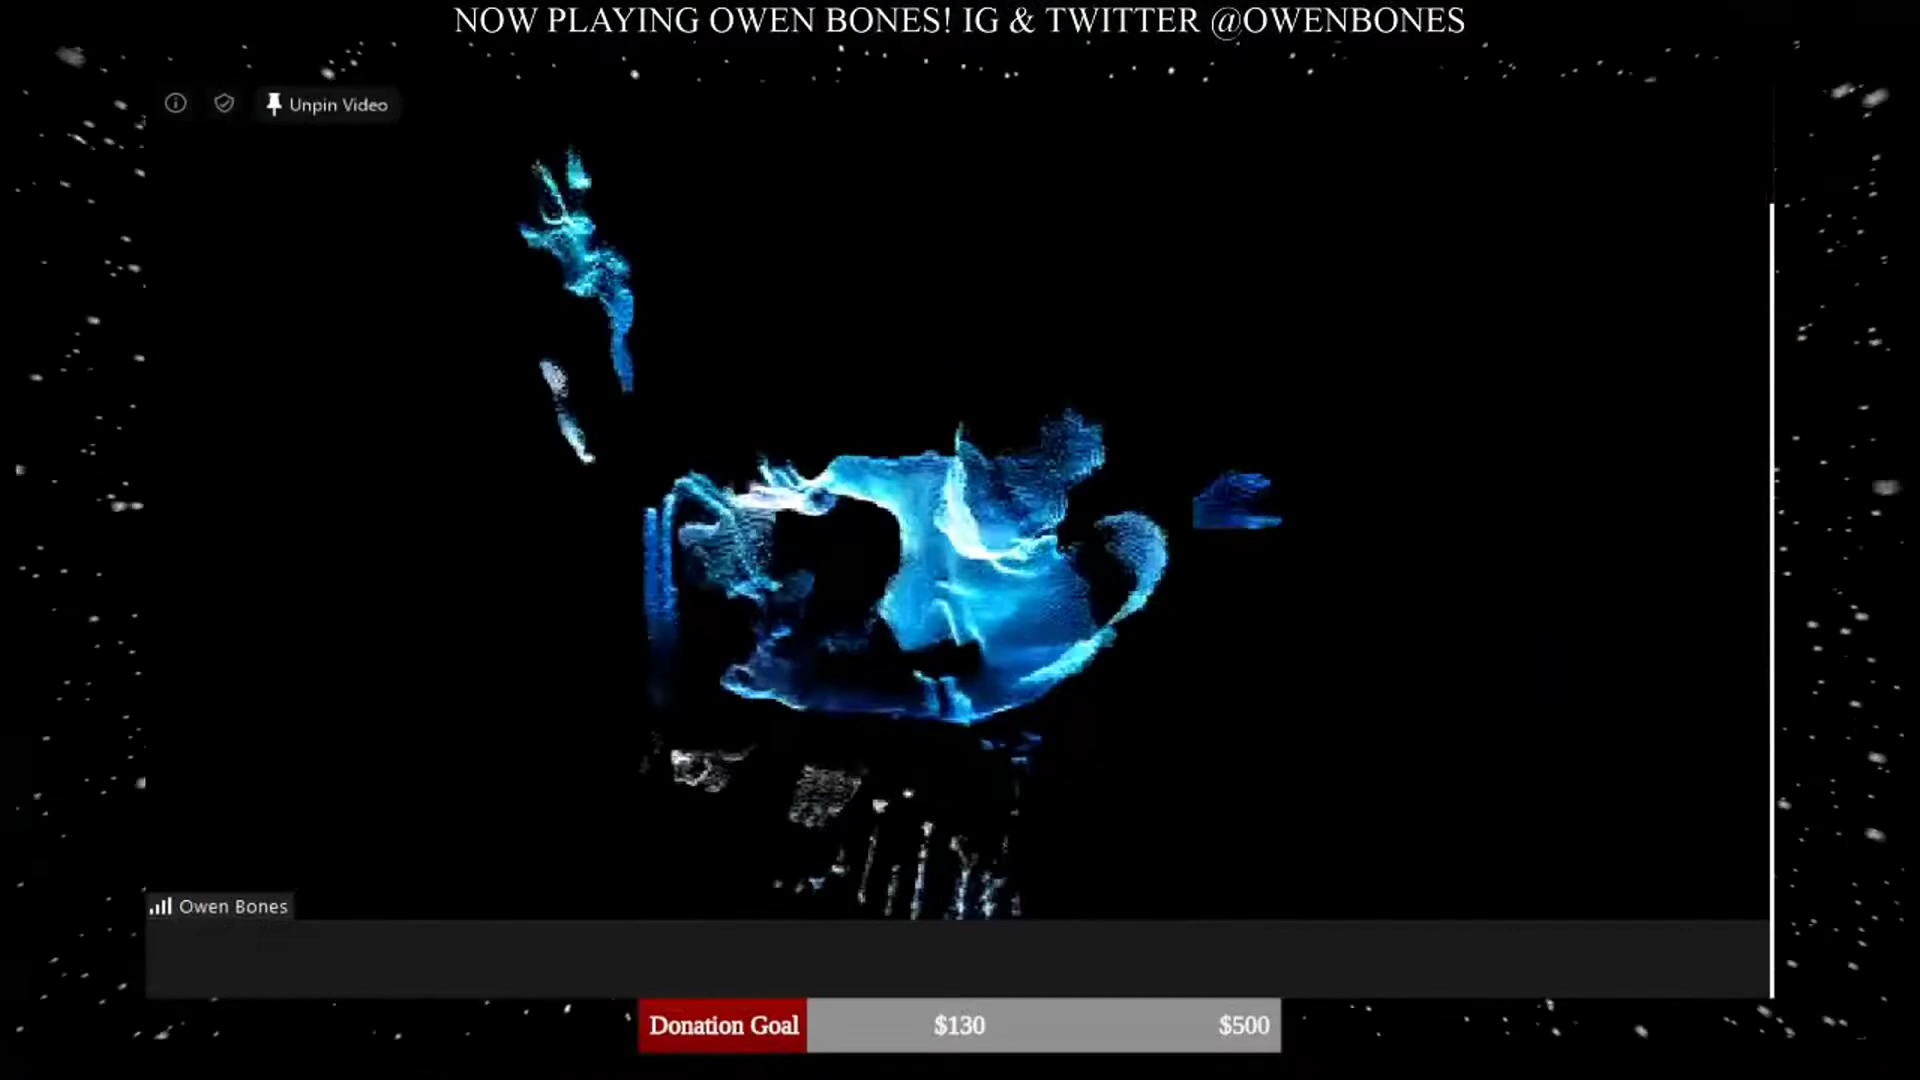 NOW PLAYING OWEN BONES! IG & TWITTER @OWENBONES
Unpin Video
Owen Bones
Donation Goal $130 $500